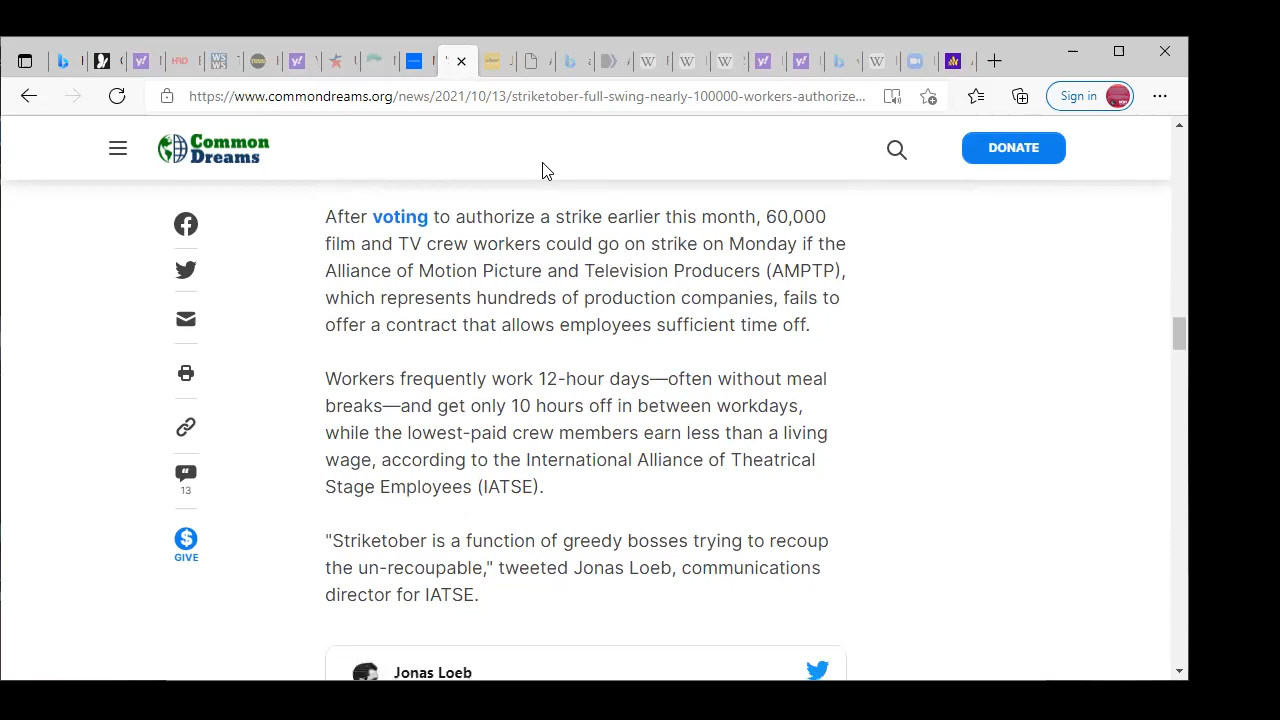 https://www.commondreams.org/news/2021/10/13/striketober-full-swing-nearly-100000-workers-authorize...
Sign in
Common
Dreams
DONATE
After voting to authorize a strike earlier this month, 60,000
film and TV crew workers could go on strike on Monday if the
Alliance of Motion Picture and Television Producers (AMPTP),
which represents hundreds of production companies, fails to
offer a contract that allows employees sufficient time off.
Workers frequently work 12-hour days—often without meal
breaks—and get only 10 hours off in between workdays,
while the lowest-paid crew members earn less than a living
wage, according to the International Alliance of Theatrical
Stage Employees (IATSE).
13
GIVE
"Striketober is a function of greedy bosses trying to recoup
the un-recoupable," tweeted Jonas Loeb, communications
director for IATSE.
Jonas Loeb